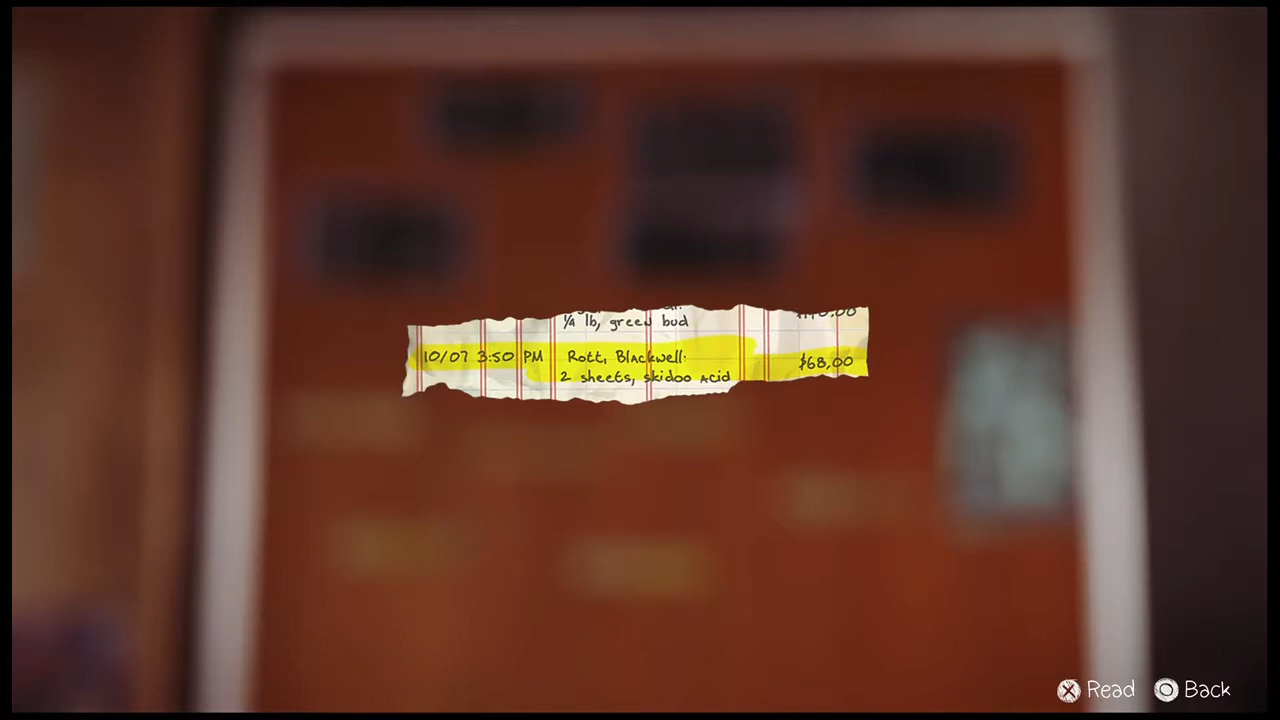 1/4 lb, green bud
10/07 3:50 PM Rott, Blackwell. $68,00
2 sheets, skidoo Acid
Read Back